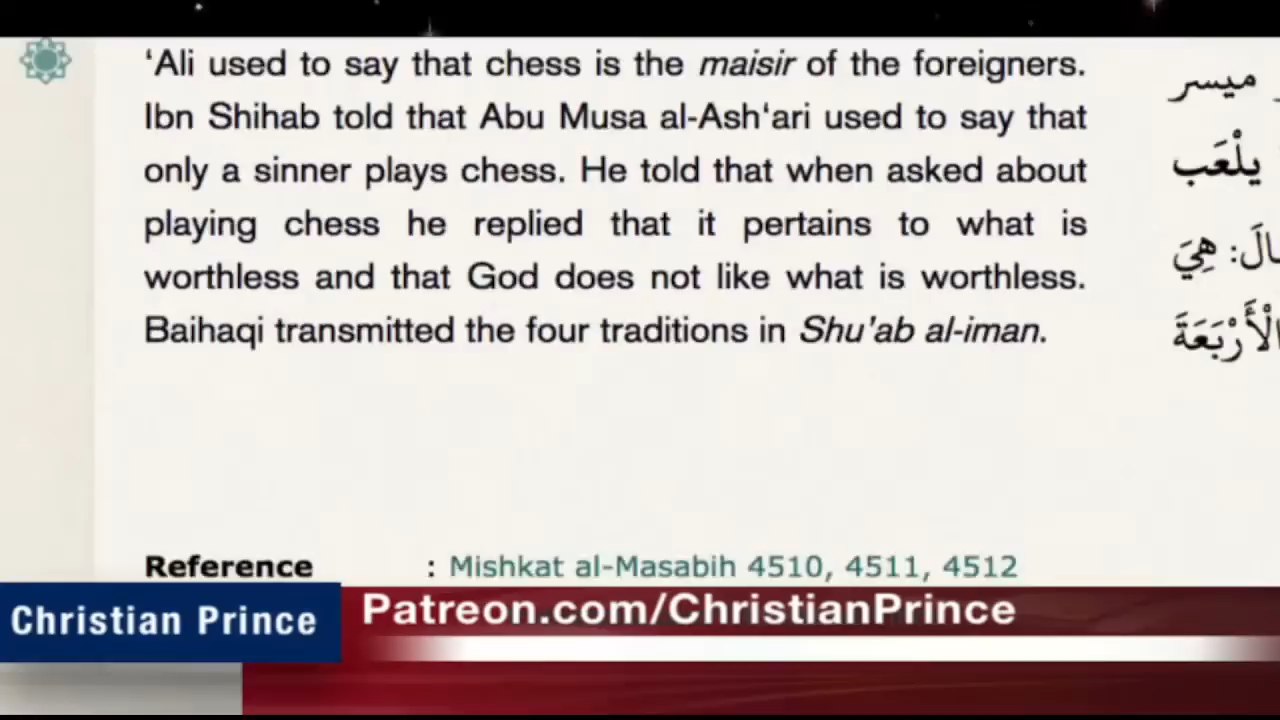 ‘Ali used to say that chess is the maisir of the foreigners.
Ibn Shihab told that Abu Musa al-Ash‘ari used to say that
only a sinner plays chess. He told that when asked about
playing chess he replied that it pertains to what is
worthless and that God does not like what is worthless.
Baihaqi transmitted the four traditions in Shu’ab al-iman.
ميسر
يلْعَب
هِيَ
الْأَرْبَعَةَ
Reference : Mishkat al-Masabih 4510, 4511, 4512
Christian Prince
Patreon.com/ChristianPrince